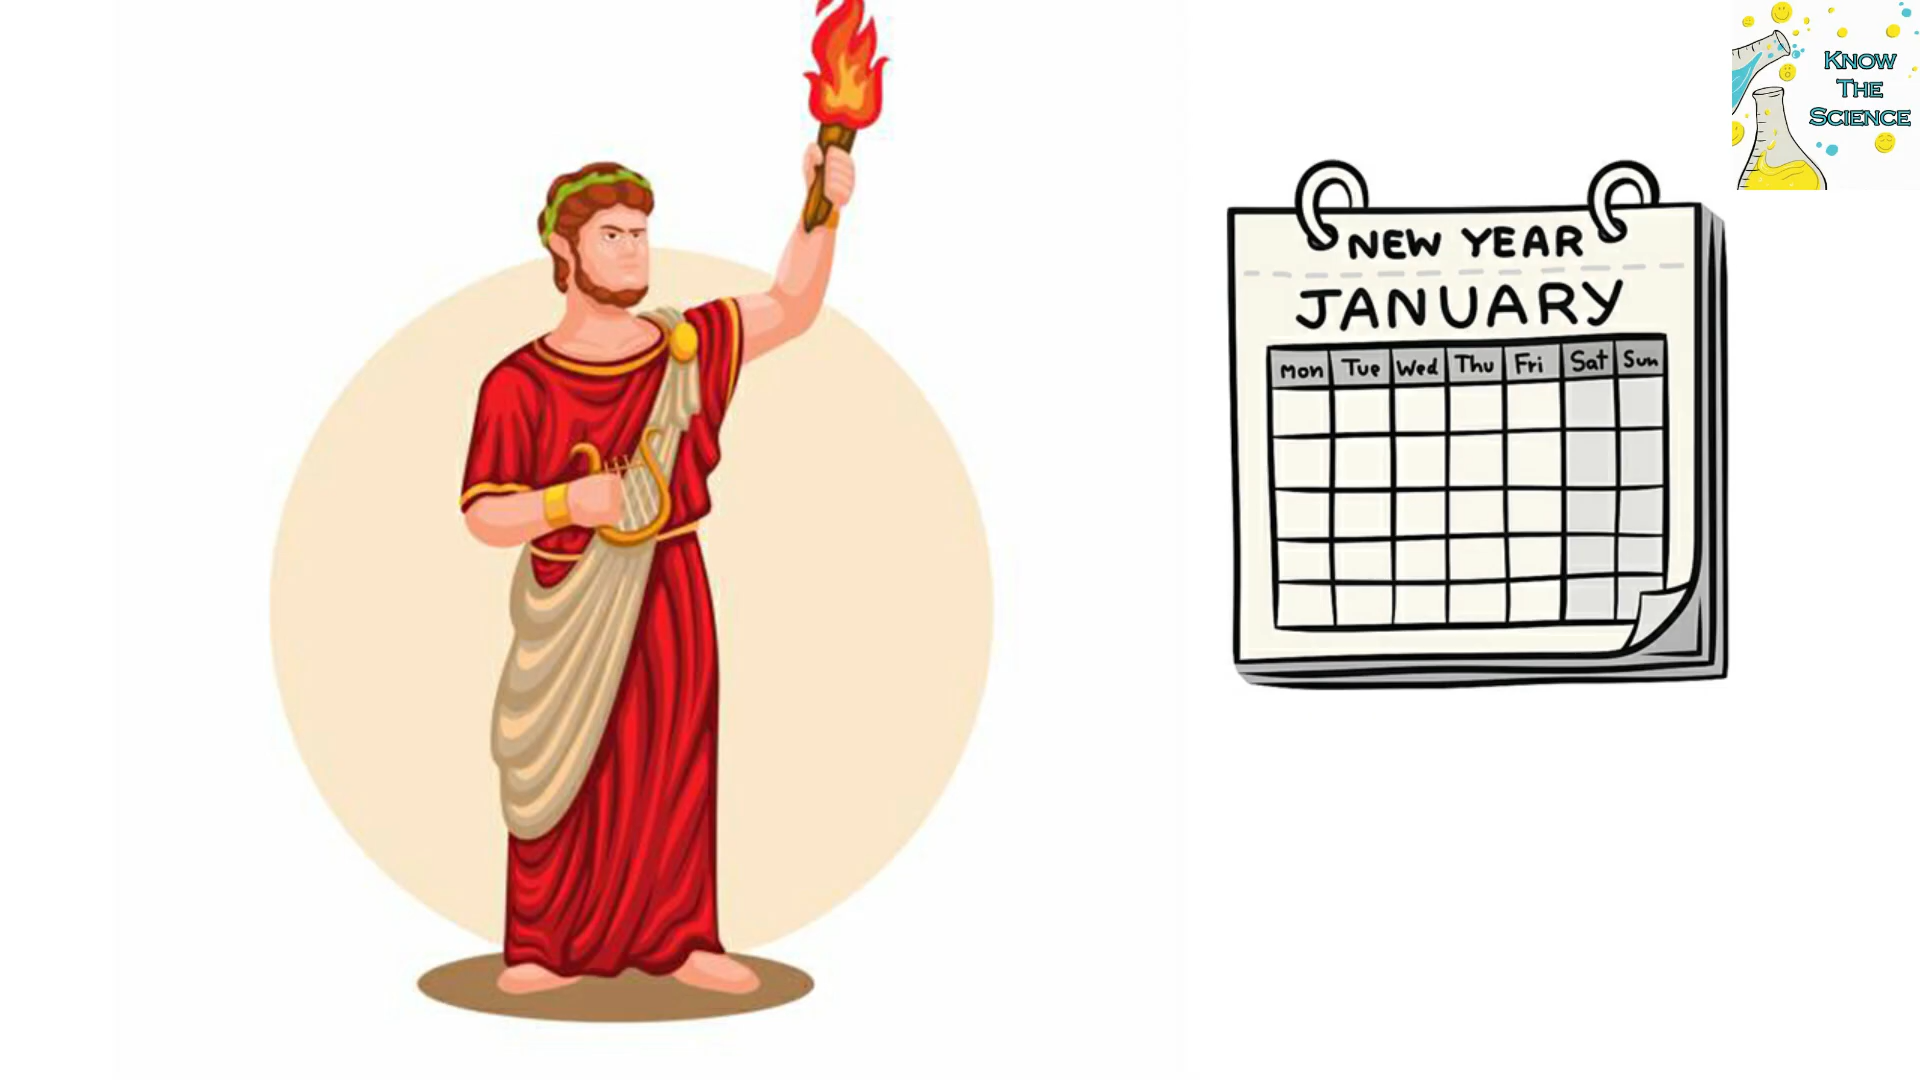 KNOW
THE
SCIENCE
NEW YEAR
JANUARY
Mon Tue Wed Thu Fri Sat Sun